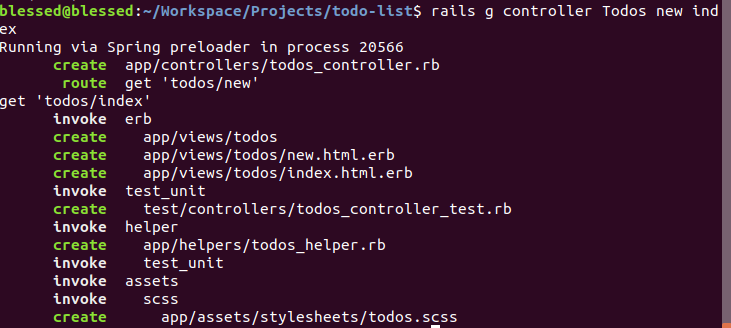 blessed@blessed:~/Workspace/Projects/todo-list$ rails g controller Todos new ind
ex
Running via Spring preloader in process 20566
      create  app/controllers/todos_controller.rb
       route  get 'todos/new'
get 'todos/index'
      invoke  erb
      create    app/views/todos
      create    app/views/todos/new.html.erb
      create    app/views/todos/index.html.erb
      invoke  test_unit
      create    test/controllers/todos_controller_test.rb
      invoke  helper
      create    app/helpers/todos_helper.rb
      invoke    test_unit
      invoke  assets
      invoke    scss
      create      app/assets/stylesheets/todos.scss